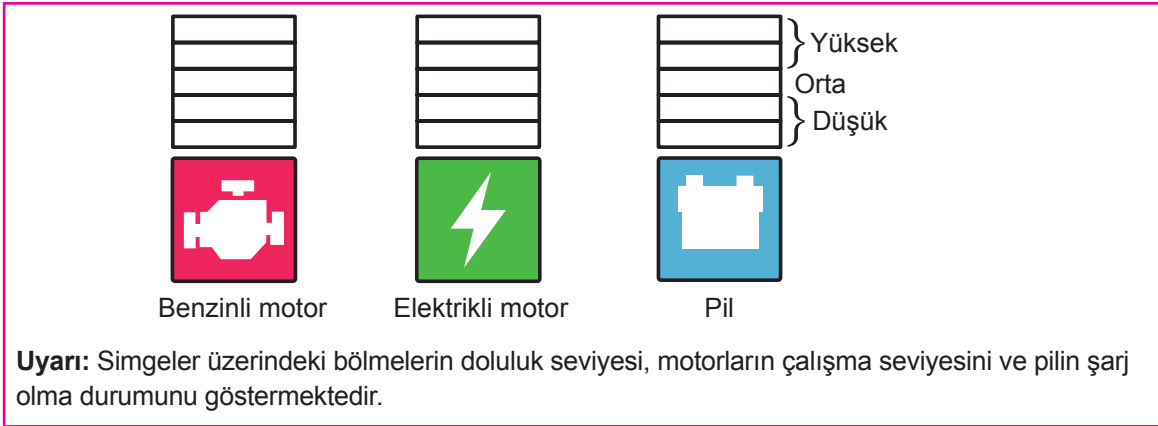 Yüksek
Orta
Düşük
Benzinli motor
Elektrikli motor
Pil
Uyarı: Simgeler üzerindeki bölmelerin doluluk seviyesi, motorların çalışma seviyesini ve pilin şarj
olma durumunu göstermektedir.